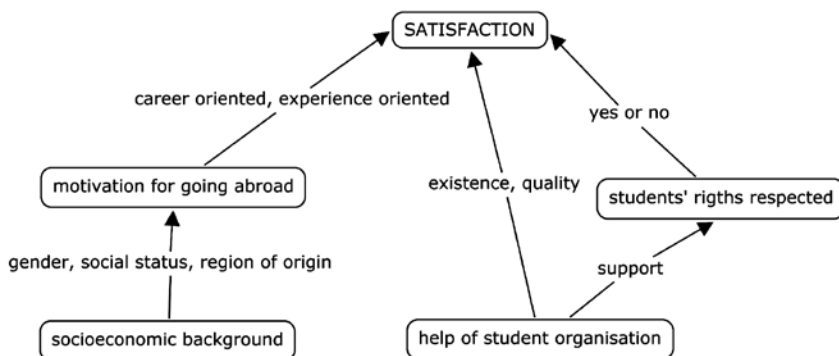 SATISFACTION
career oriented, experience oriented
yes or no
motivation for going abroad
existence, quality
students' rigths respected
gender, social status, region of origin
support
socioeconomic background
help of student organisation